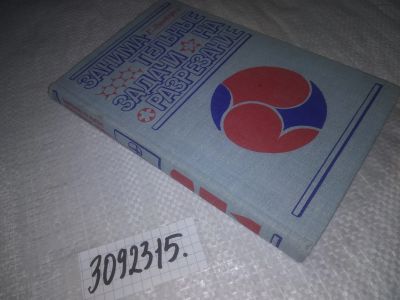 ЗАНИМА-
ТЕЛЬНЫЕ
ЗАДАЧИ НА
РАЗРЕЗАНИЕ
3092315.